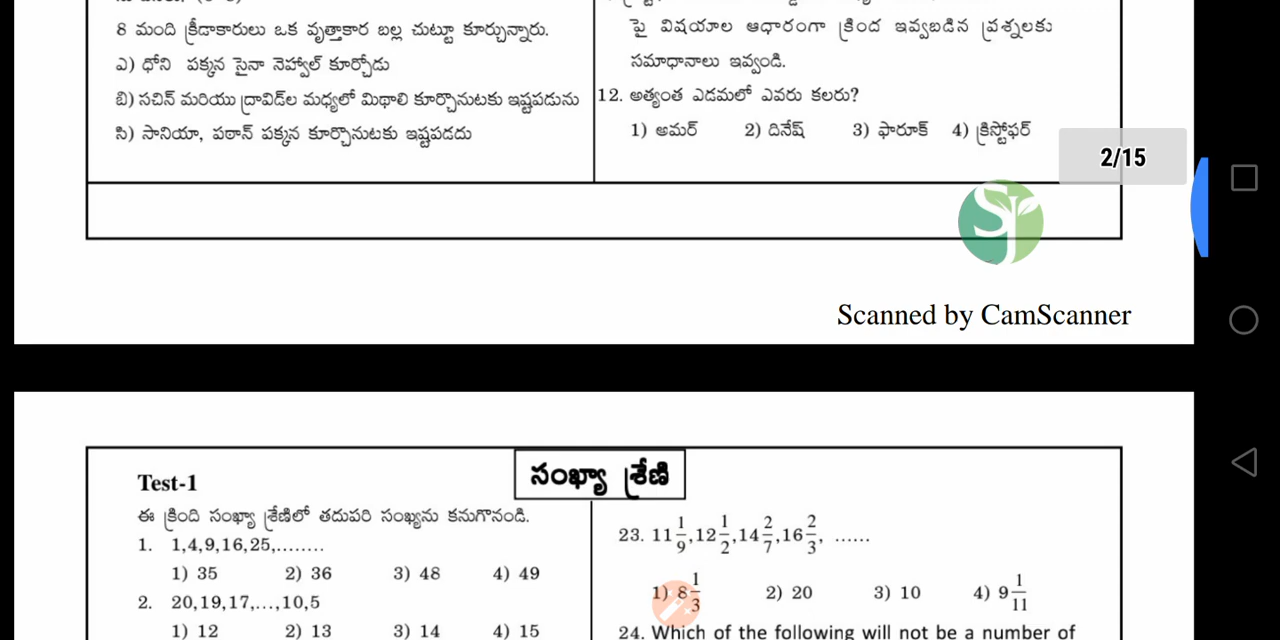 8 మంది క్రీడాకారులు ఒక వృత్తాకార బల్ల చుట్టూ కూర్చున్నారు.
ఎ) ధోని పక్కన సైనా నెహ్వాల్ కూర్చోడు
బి) సచిన్ మరియు ద్రావిడ్‌ల మధ్యలో మిథాలి కూర్చొనుటకు ఇష్టపడును
సి) సానియా, పఠాన్ పక్కన కూర్చొనుటకు ఇష్టపడదు
పై విషయాల ఆధారంగా క్రింద ఇవ్వబడిన ప్రశ్నలకు
సమాధానాలు ఇవ్వండి.
12. అత్యంత ఎడమలో ఎవరు కలరు?
1) అమర్ 2) దినేష్ 3) ఫారూక్ 4) క్రిస్టోఫర్
2/15
Scanned by CamScanner
సంఖ్యా శ్రేణి
Test-1
ఈ క్రింది సంఖ్యా శ్రేణిలో తదుపరి సంఖ్యను కనుగొనండి.
1. 1,4,9,16,25,........
1) 35 2) 36 3) 48 4) 49
2. 20,19,17,...,10,5
1) 12 2) 13 3) 14 4) 15
23. 11 1/9, 12 1/2, 14 2/7, 16 2/3, ......
1) 8 1/3 2) 20 3) 10 4) 9 1/11
24. Which of the following will not be a number of